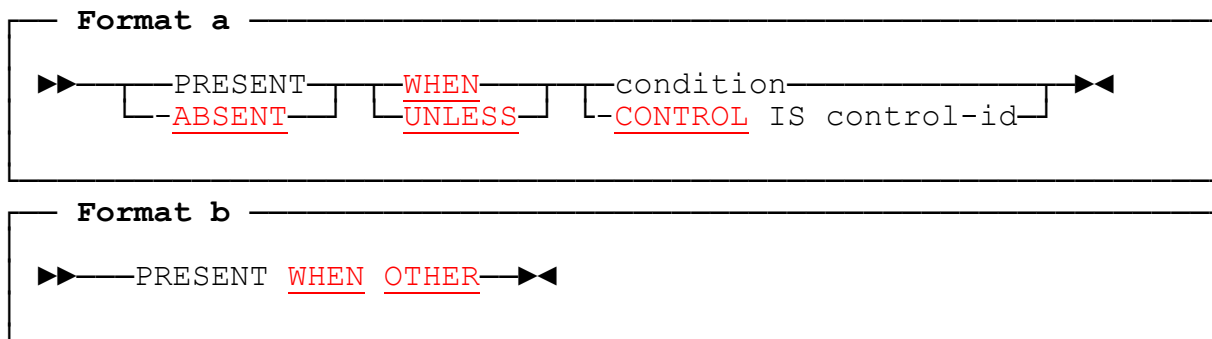 Format a
PRESENT WHEN condition
-ABSENT UNLESS -CONTROL IS control-id
Format b
PRESENT WHEN OTHER